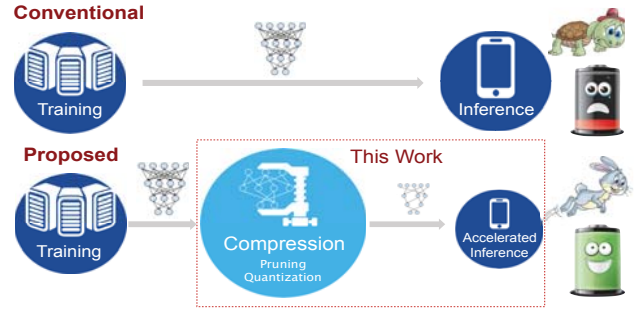 Conventional
Training
Inference
Proposed
This Work
Training
Compression
Pruning
Quantization
Accelerated
Inference